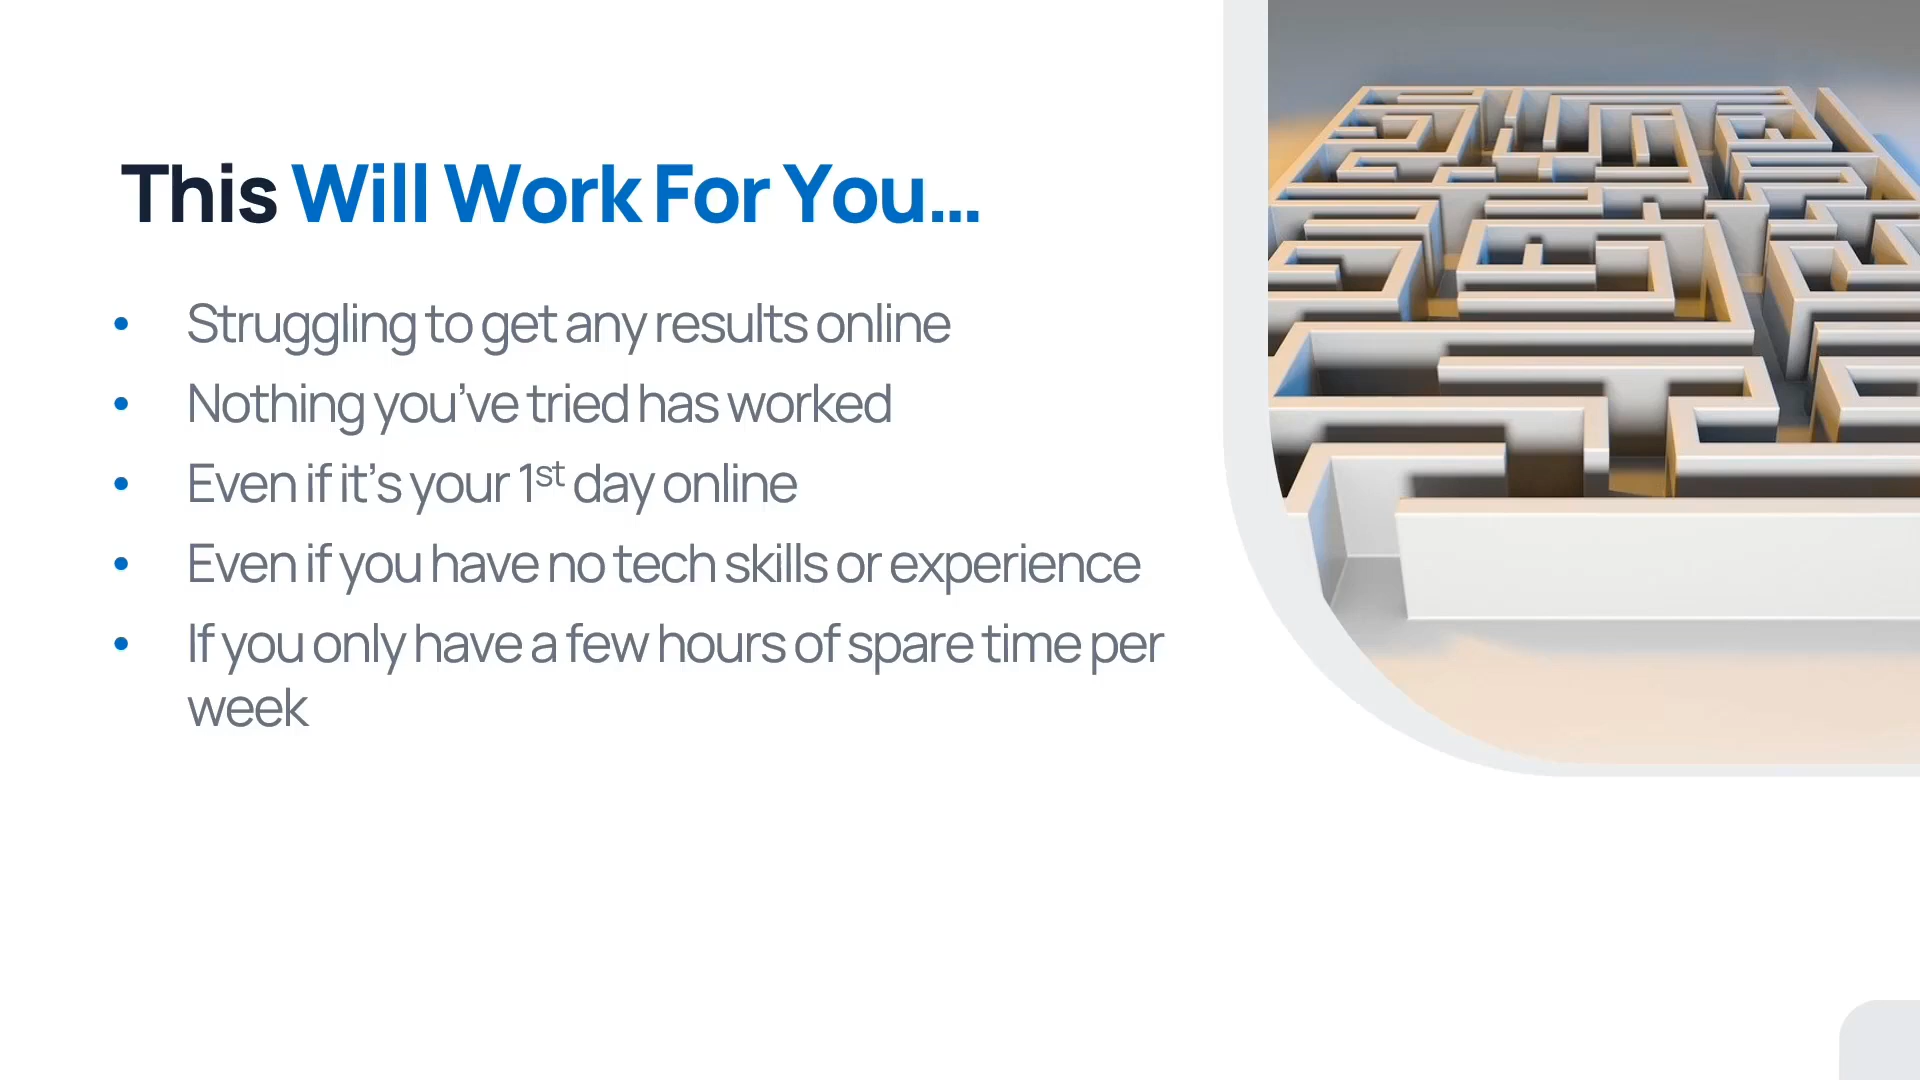 This Will Work For You...
• Struggling to get any results online
• Nothing you’ve tried has worked
• Even if it’s your 1st day online
• Even if you have no tech skills or experience
• If you only have a few hours of spare time per
week